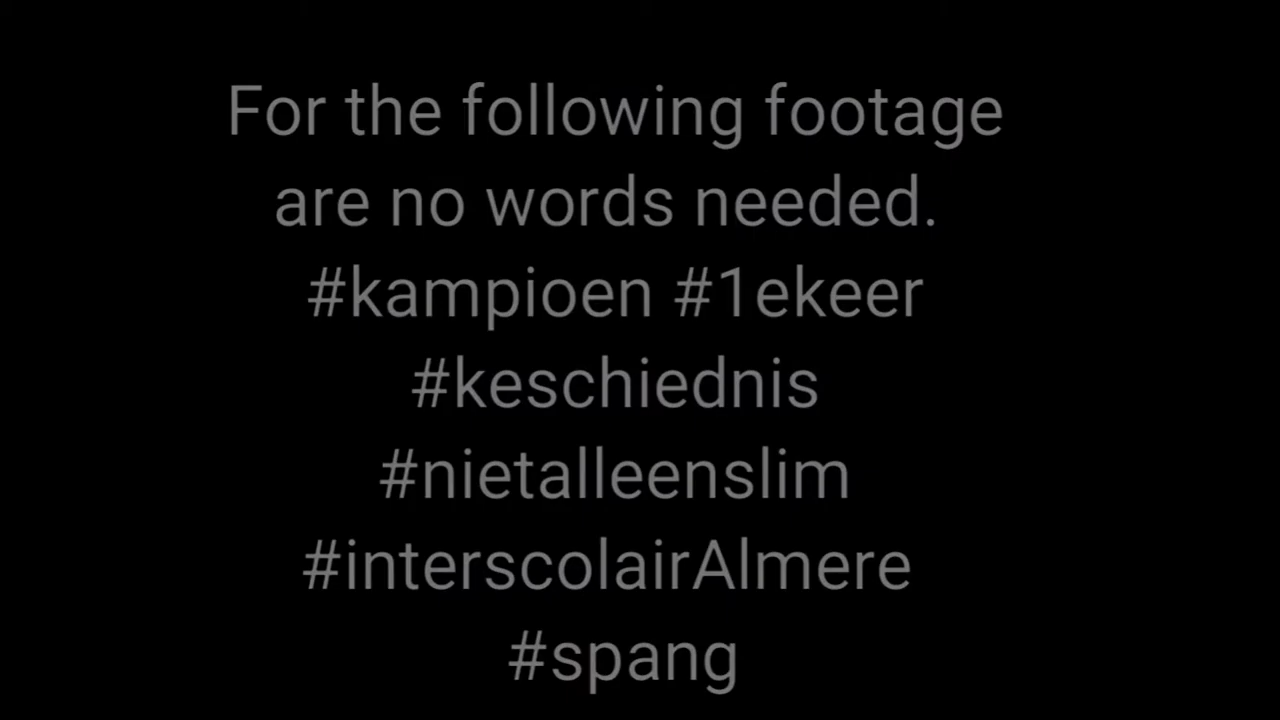 For the following footage
are no words needed.
#kampioen #1ekeer
#keschiednis
#nietalleenslim
#interscolairAlmere
#spang